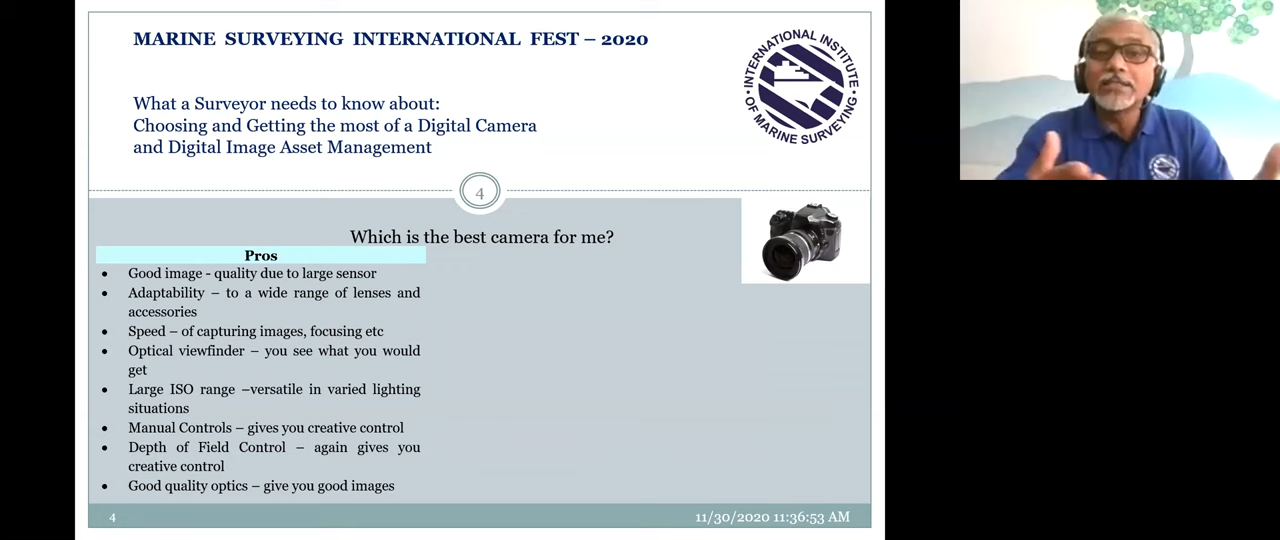 MARINE SURVEYING INTERNATIONAL FEST – 2020
INTERNATIONAL INSTITUTE
• OF MARINE SURVEYING •
What a Surveyor needs to know about:
Choosing and Getting the most of a Digital Camera
and Digital Image Asset Management
4
Which is the best camera for me?
Pros
• Good image - quality due to large sensor
• Adaptability – to a wide range of lenses and
accessories
• Speed – of capturing images, focusing etc
• Optical viewfinder – you see what you would
get
• Large ISO range –versatile in varied lighting
situations
• Manual Controls – gives you creative control
• Depth of Field Control – again gives you
creative control
• Good quality optics – give you good images
4
11/30/2020 11:36:53 AM